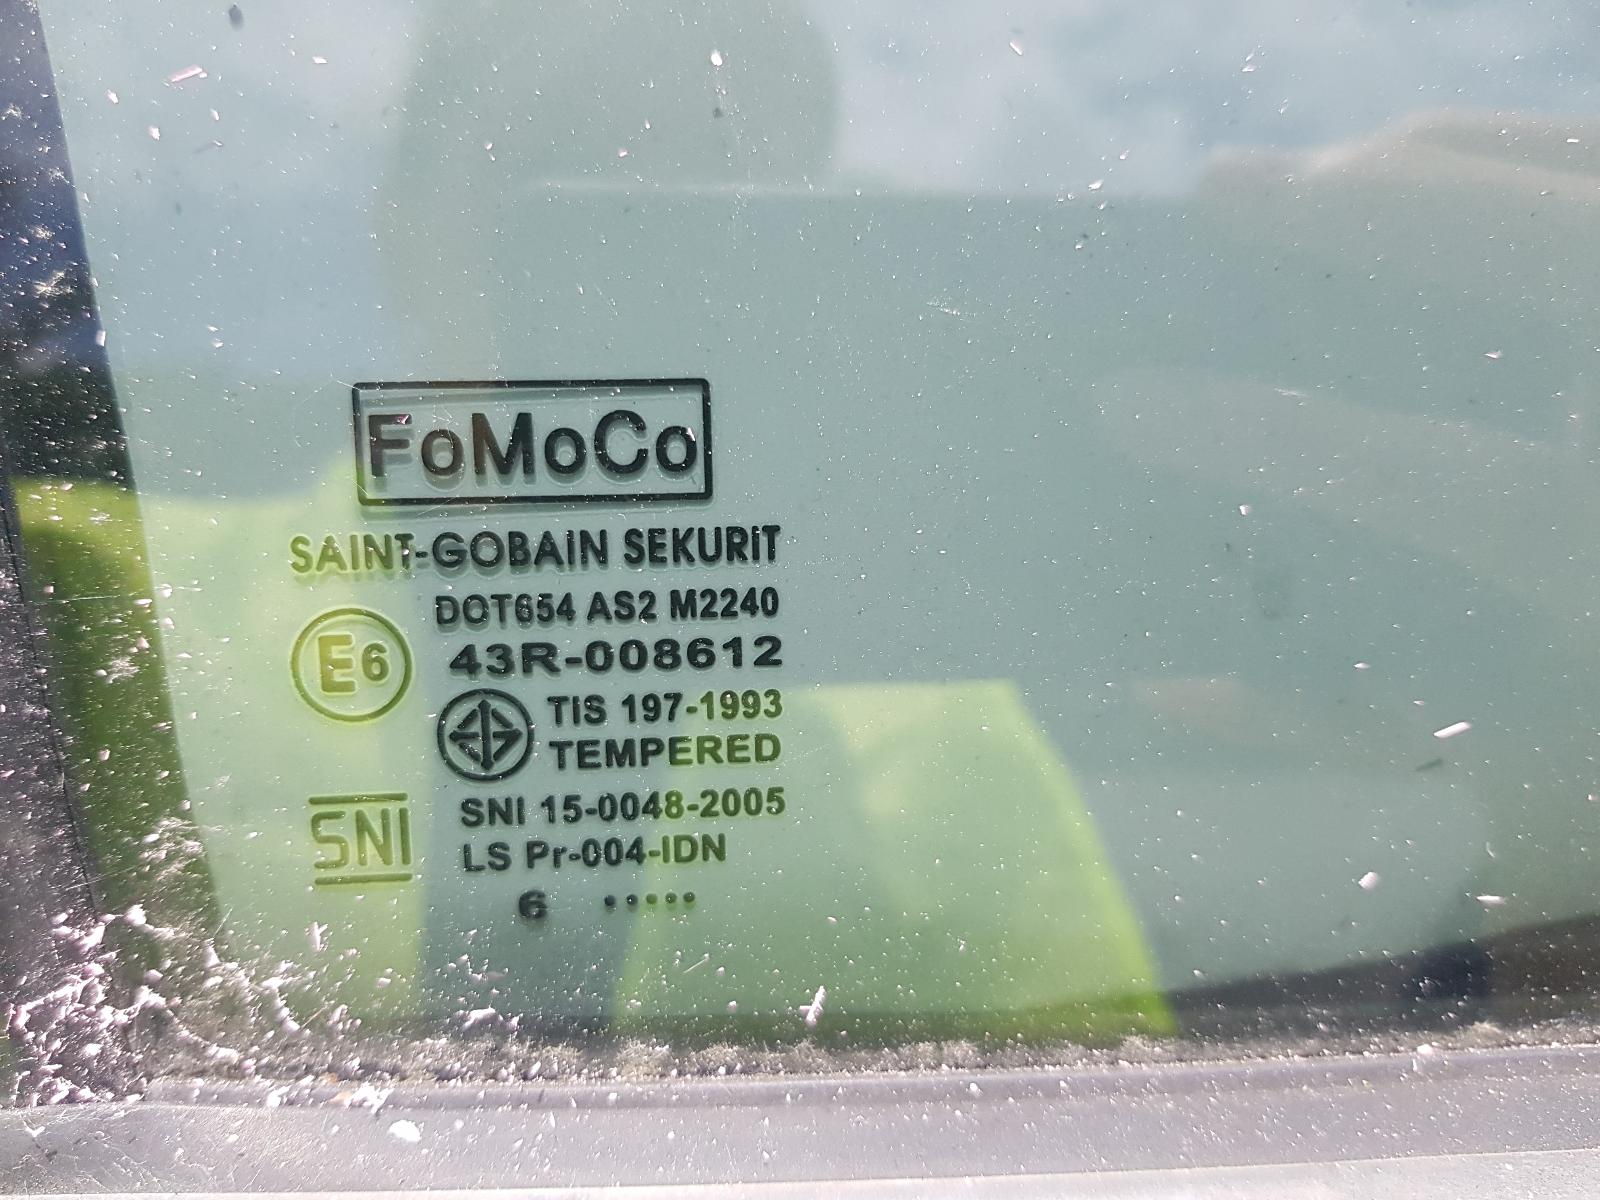 FoMoCo
SAINT-GOBAIN SEKURIT
DOT654 AS2 M2240
E6
43R-008612
TIS 197-1993
TEMPERED
SNI
SNI 15-0048-2005
LS Pr-004-IDN
6 •••••